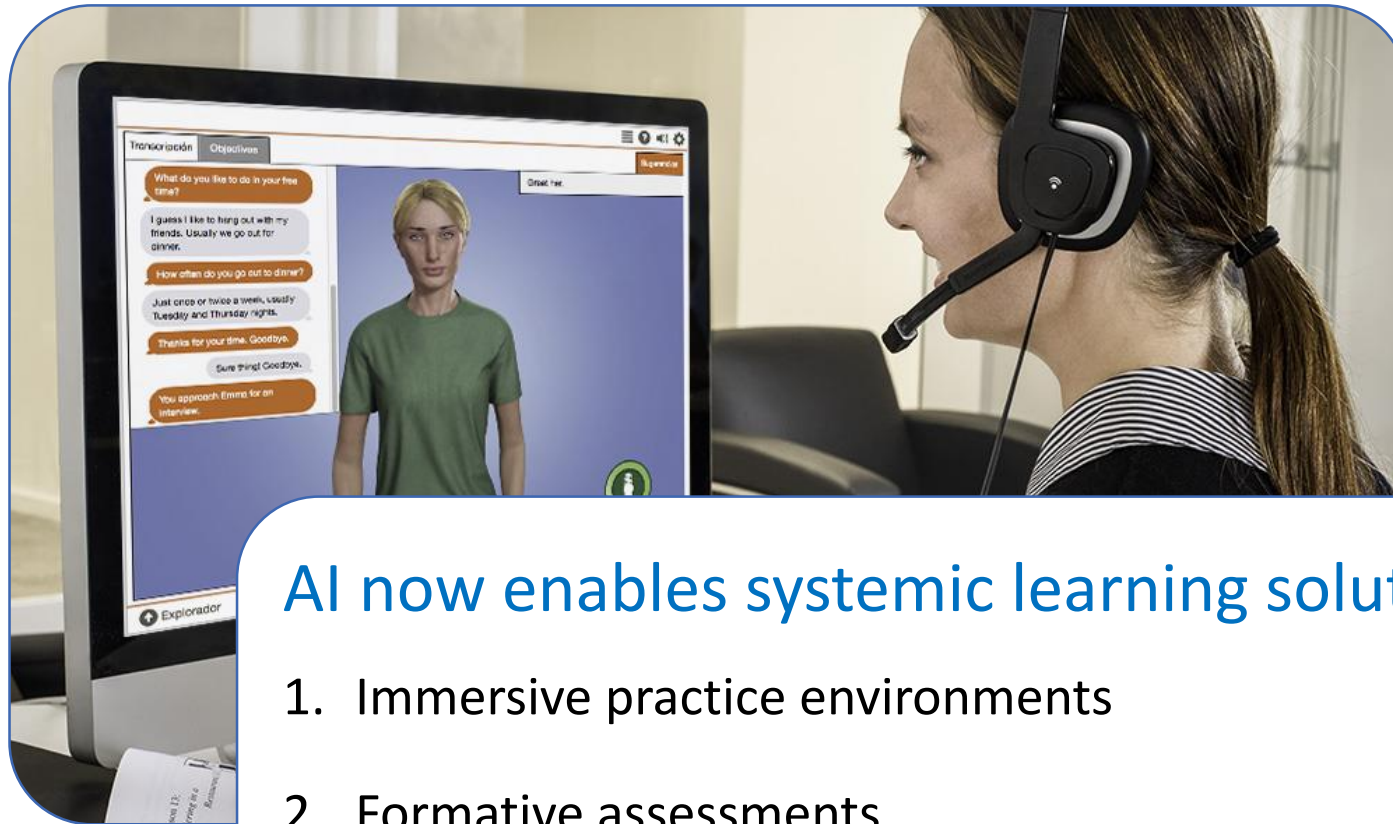 Transcripción Objectivos
Sugerencias
Greet her.
What do you like to do in your free
time?
I guess I like to hang out with my
friends. Usually we go out for
dinner.
How often do you go out to dinner?
Just once or twice a week, usually
Tuesday and Thursday nights.
Thanks for your time. Goodbye.
Sure thing! Goodbye.
You approach Emma for an
interview.
Explorador
AI now enables systemic learning solut
1. Immersive practice environments
2. Formative assessments